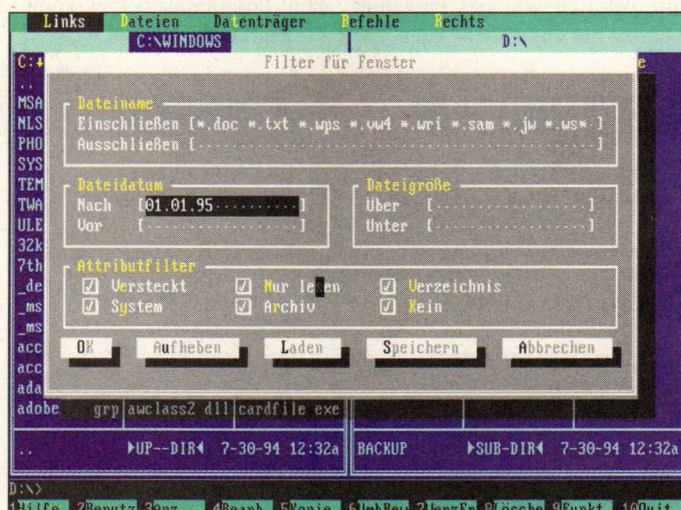 Links Dateien Datenträger Befehle Rechts
C:\WINDOWS D:\
C:↓ Filter für Fenster e
..
MSA Dateiname
NLS Einschließen [*.doc *.txt *.wps *.vw4 *.wri *.sam *.jw *.ws* ]
PHO Ausschließen [ ]
SYS
TEM Dateidatum Dateigröße
TWA Nach [01.01.95 ] Über [ ]
ULE Vor [ ] Unter [ ]
32k
7th Attributfilter
_de Versteckt Nur lesen Verzeichnis
_ms System Archiv Kein
_ms
acc OK Aufheben Laden Speichern Abbrechen
acc
ada
adobe grp awclass2 dll cardfile exe
.. ►UP--DIR◄ 7-30-94 12:32a BACKUP ►SUB-DIR◄ 7-30-94 12:32a
D:\>
1Hilfe 2Benutz 3Anz 4Bearb 5Kopie 6UmbBew 7VerzEr 8Lösche 9Funkt 10Quit